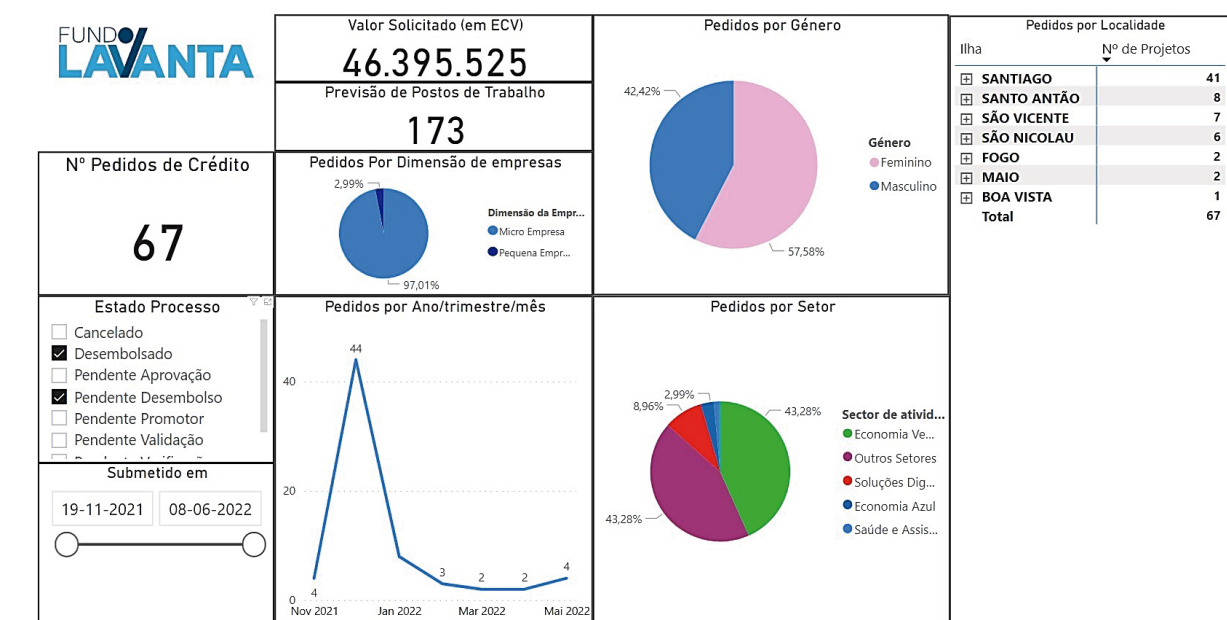 FUNDO
LAVANTA
Valor Solicitado (em ECV)
46.395.525
Previsão de Postos de Trabalho
173
Nº Pedidos de Crédito
67
Pedidos Por Dimensão de empresas
2,99%
97,01%
Dimensão da Empr...
Micro Empresa
Pequena Empr...
Pedidos por Género
42,42%
57,58%
Género
Feminino
Masculino
Pedidos por Localidade
Ilha Nº de Projetos
SANTIAGO 41
SANTO ANTÃO 8
SÃO VICENTE 7
SÃO NICOLAU 6
FOGO 2
MAIO 2
BOA VISTA 1
Total 67
Estado Processo
Cancelado
Desembolsado
Pendente Aprovação
Pendente Desembolso
Pendente Promotor
Pendente Validação
Submetido em
19-11-2021 08-06-2022
Pedidos por Ano/trimestre/mês
44
40
20
0
4
3
2
2
4
Nov 2021 Jan 2022 Mar 2022 Mai 2022
Pedidos por Setor
2,99%
8,96%
43,28%
43,28%
Sector de ativid...
Economia Ve...
Outros Setores
Soluções Dig...
Economia Azul
Saúde e Assis...